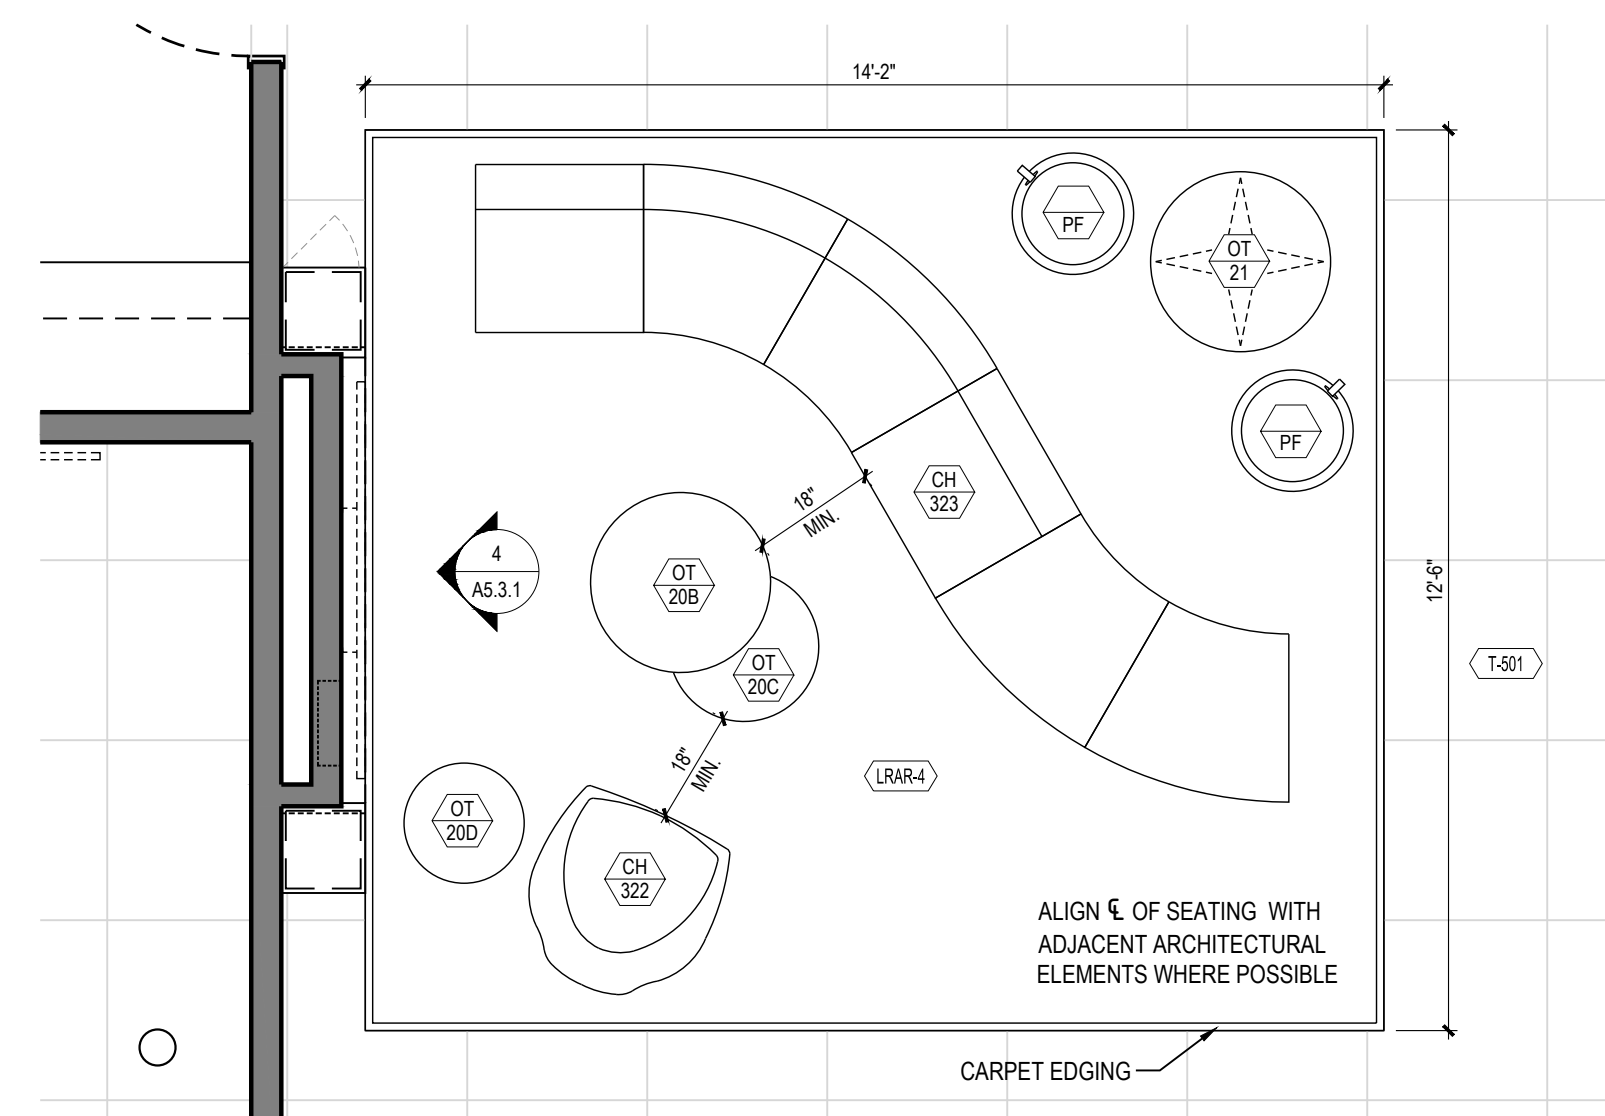 14'-2"
PF
OT
21
PF
CH
323
18"
MIN.
4
A5.3.1
OT
20B
12'-6"
OT
20C
T-501
18"
MIN.
LRAR-4
OT
20D
CH
322
ALIGN ℄ OF SEATING WITH
ADJACENT ARCHITECTURAL
ELEMENTS WHERE POSSIBLE
CARPET EDGING